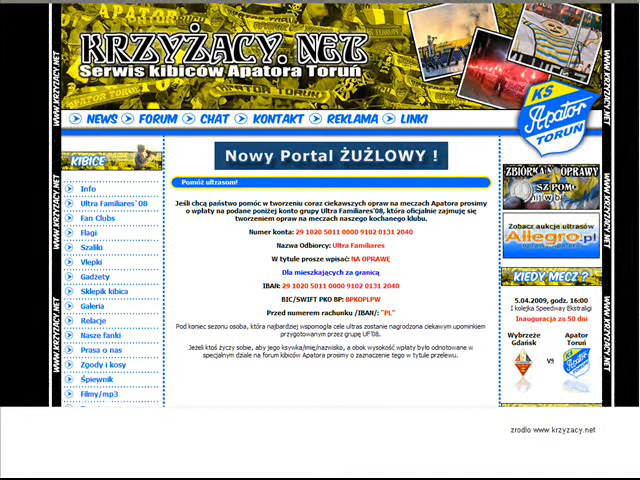 KRZYŻACY.NET
Serwis kibiców Apatora Toruń
KS
Apator
TORUŃ
WWW.KRZYZACY.NET
WWW.KRZYZACY.NET
NEWS
FORUM
CHAT
KONTAKT
REKLAMA
LINKI
KIBICE
Info
Ultra Familiares`08
Fan Clubs
Flagi
Szaliki
Vlepki
Gadżety
Sklepik kibica
Galeria
Relacje
Nasze fanki
Prasa o nas
Zgody i kosy
Śpiewnik
Filmy/mp3
Nowy Portal ŻUŻLOWY !
Pomóż ultrasom!
Jeśli chcą państwo pomóc w tworzeniu coraz ciekawszych opraw na meczach Apatora prosimy
o wpłaty na podane poniżej konto grupy Ultra Familiares'08, która oficjalnie zajmuję się
tworzeniem opraw na meczach naszego kochanego klubu.
Numer konta: 29 1020 5011 0000 9102 0131 2040
Nazwa Odbiorcy: Ultra Familiares
W tytule prosze wpisać: NA OPRAWĘ
Dla mieszkających za granicą
IBAN: 29 1020 5011 0000 9102 0131 2040
BIC/SWIFT PKO BP: BPKOPLPW
Przed numerem rachunku /IBAN/: "PL"
Pod koniec sezonu osoba, która najbardziej wspomogła cele ultras zostanie nagrodzona ciekawym upominkiem
przygotowanym przez grupę UF'08.
Jeżeli ktoś życzy sobie, aby jego ksywka/imię/nazwisko, a obok wysokość wpłaty było odnotowane w
specjalnym dziale na forum kibiców Apatora prosimy o zaznaczenie tego w tytule przelewu.
ZBIÓRKA N OPRAWY
Zobacz aukcje ultrasów
Allegro.pl
KIEDY MECZ ?
5.04.2009, godz. 16:00
I kolejka Speedway Ekstraligi
Inauguracja za 50 dni
Wybrzeże
Gdańsk
vs
Apator
Toruń
zrodlo www.krzyzacy.net